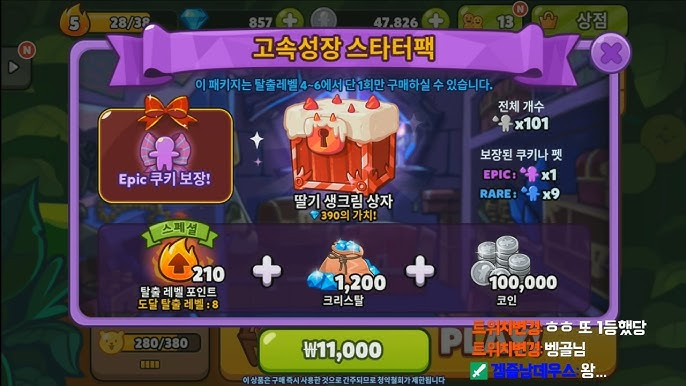 5 28/38 857 47.826 13 N 상점
N
고속성장 스타터팩
이 패키지는 탈출레벨 4~6에서 단 1회만 구매하실 수 있습니다.
Epic 쿠키 보장!
딸기 생크림 상자
390의 가치!
전체 개수
x101
보장된 쿠키나 펫
EPIC: x1
RARE: x9
스페셜
210
탈출 레벨 포인트
도달 탈출 레벨 : 8
+
1,200
크리스탈
+
100,000
코인
280/380
₩11,000
이 상품은 구매 즉시 사용한 것으로 간주되므로 청약철회가 제한됩니다
트위치변갱: ㅎㅎ 또 1등했당
트위치변갱: 벵골님
겜줄날데우스: 왕...